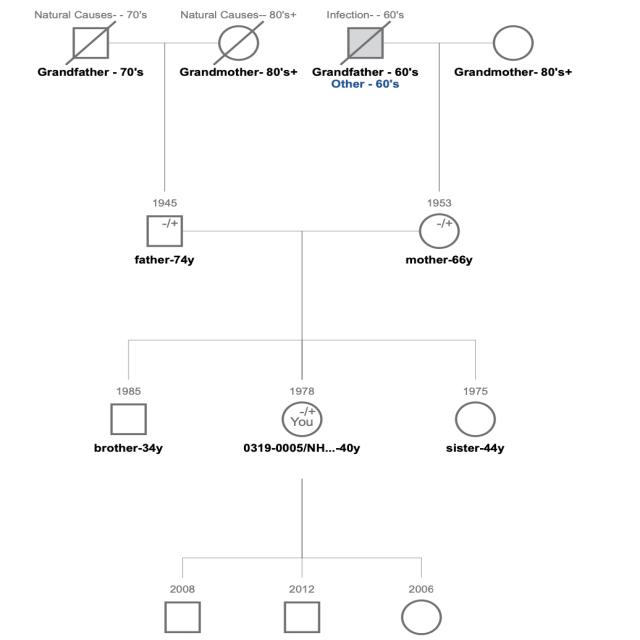 Natural Causes- - 70's
Natural Causes-- 80's+
Infection- - 60's
Grandfather - 70's
Grandmother- 80's+
Grandfather - 60's
Other - 60's
Grandmother- 80's+
1945
1953
-/+
-/+
father-74y
mother-66y
1985
1978
1975
-/+
You
brother-34y
0319-0005/NH...-40y
sister-44y
2008
2012
2006